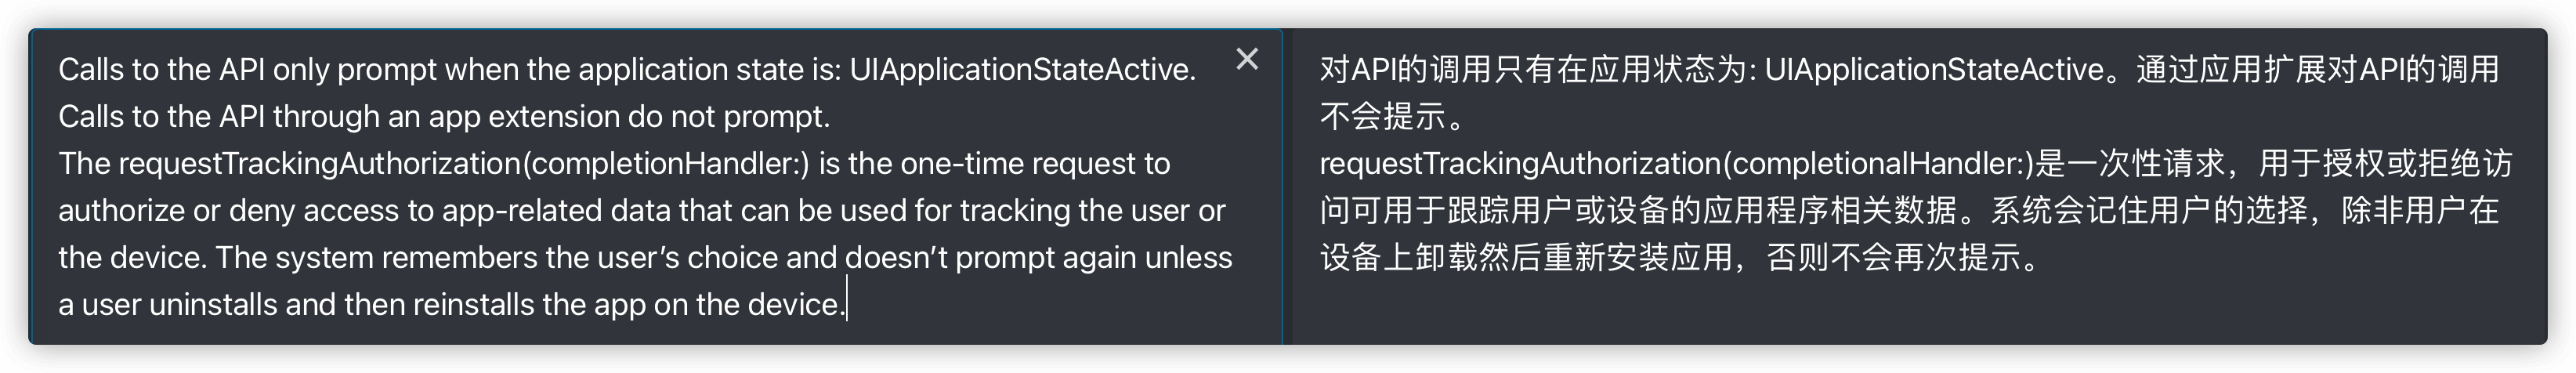 Calls to the API only prompt when the application state is: UIApplicationStateActive.
Calls to the API through an app extension do not prompt.
The requestTrackingAuthorization(completionHandler:) is the one-time request to
authorize or deny access to app-related data that can be used for tracking the user or
the device. The system remembers the user’s choice and doesn’t prompt again unless
a user uninstalls and then reinstalls the app on the device.
对API的调用只有在应用状态为: UIApplicationStateActive。通过应用扩展对API的调用
不会提示。
requestTrackingAuthorization(completionalHandler:)是一次性请求，用于授权或拒绝访
问可用于跟踪用户或设备的应用程序相关数据。系统会记住用户的选择，除非用户在
设备上卸载然后重新安装应用，否则不会再次提示。